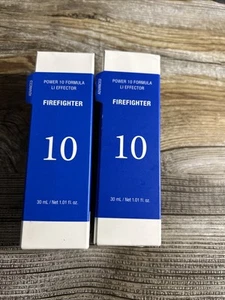 POWER 10 FORMULA
LI EFFECTOR
FIREFIGHTER
10
30 mL / Net 1.01 fl. oz.
POWER 10 FORMULA
LI EFFECTOR
FIREFIGHTER
10
30 mL / Net 1.01 fl. oz.